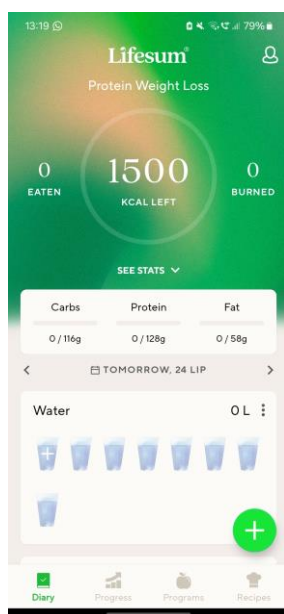 13:19 79%
Lifesum
Protein Weight Loss
0 1500 0
EATEN KCAL LEFT BURNED
SEE STATS
Carbs Protein Fat
0 / 116g 0 / 128g 0 / 58g
TOMORROW, 24 LIP
Water 0 L
Diary Progress Programs Recipes